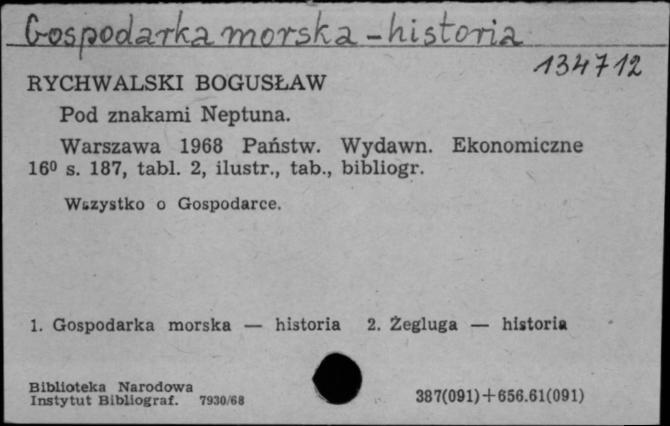 Gospodarka morska - historia
134712
RYCHWALSKI BOGUSŁAW
Pod znakami Neptuna.
Warszawa 1968 Państw. Wydawn. Ekonomiczne
16⁰ s. 187, tabl. 2, ilustr., tab., bibliogr.
Wszystko o Gospodarce.
1. Gospodarka morska — historia 2. Żegluga — historia
Biblioteka Narodowa
Instytut Bibliograf. 7930/68
387(091)+656.61(091)